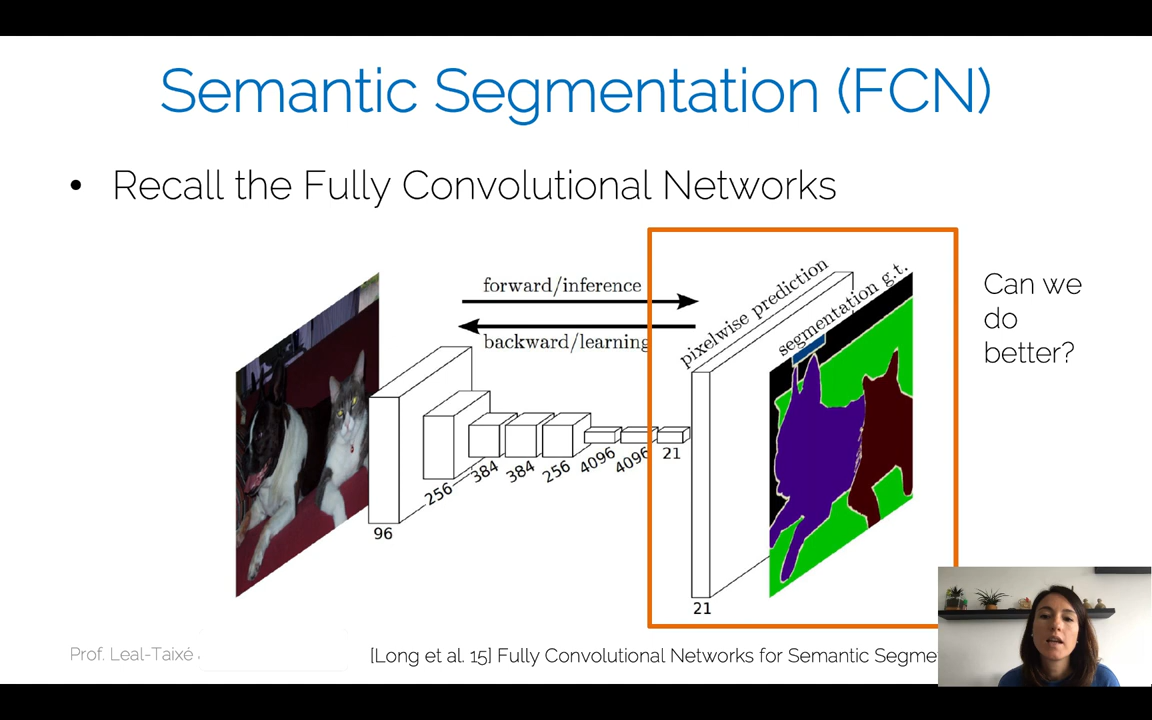 Semantic Segmentation (FCN)
• Recall the Fully Convolutional Networks
forward/inference
backward/learning
pixelwise prediction
segmentation g.t.
Can we
do
better?
96
256
384
384
256
4096
4096
21
21
Prof. Leal-Taixé
[Long et al. 15] Fully Convolutional Networks for Semantic Segme